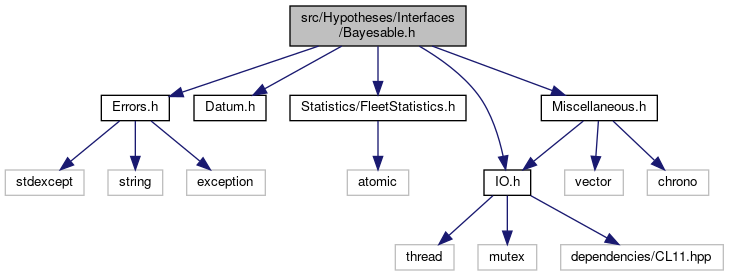 src/Hypotheses/Interfaces
/Bayesable.h
Errors.h
Datum.h
Statistics/FleetStatistics.h
Miscellaneous.h
stdexcept
string
exception
atomic
IO.h
vector
chrono
thread
mutex
dependencies/CL11.hpp